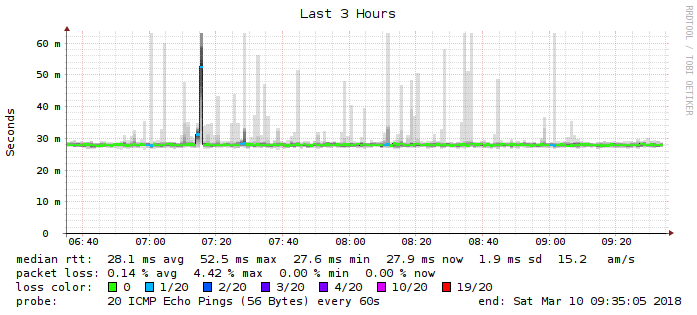 Last 3 Hours
RRDTOOL / TOBI OETIKER
Seconds
60 m
50 m
40 m
30 m
20 m
10 m
0
06:40 07:00 07:20 07:40 08:00 08:20 08:40 09:00 09:20
median rtt: 28.1 ms avg 52.5 ms max 27.6 ms min 27.9 ms now 1.9 ms sd 15.2 am/s
packet loss: 0.14 % avg 4.42 % max 0.00 % min 0.00 % now
loss color: 0 1/20 2/20 3/20 4/20 10/20 19/20
probe: 20 ICMP Echo Pings (56 Bytes) every 60s end: Sat Mar 10 09:35:05 2018